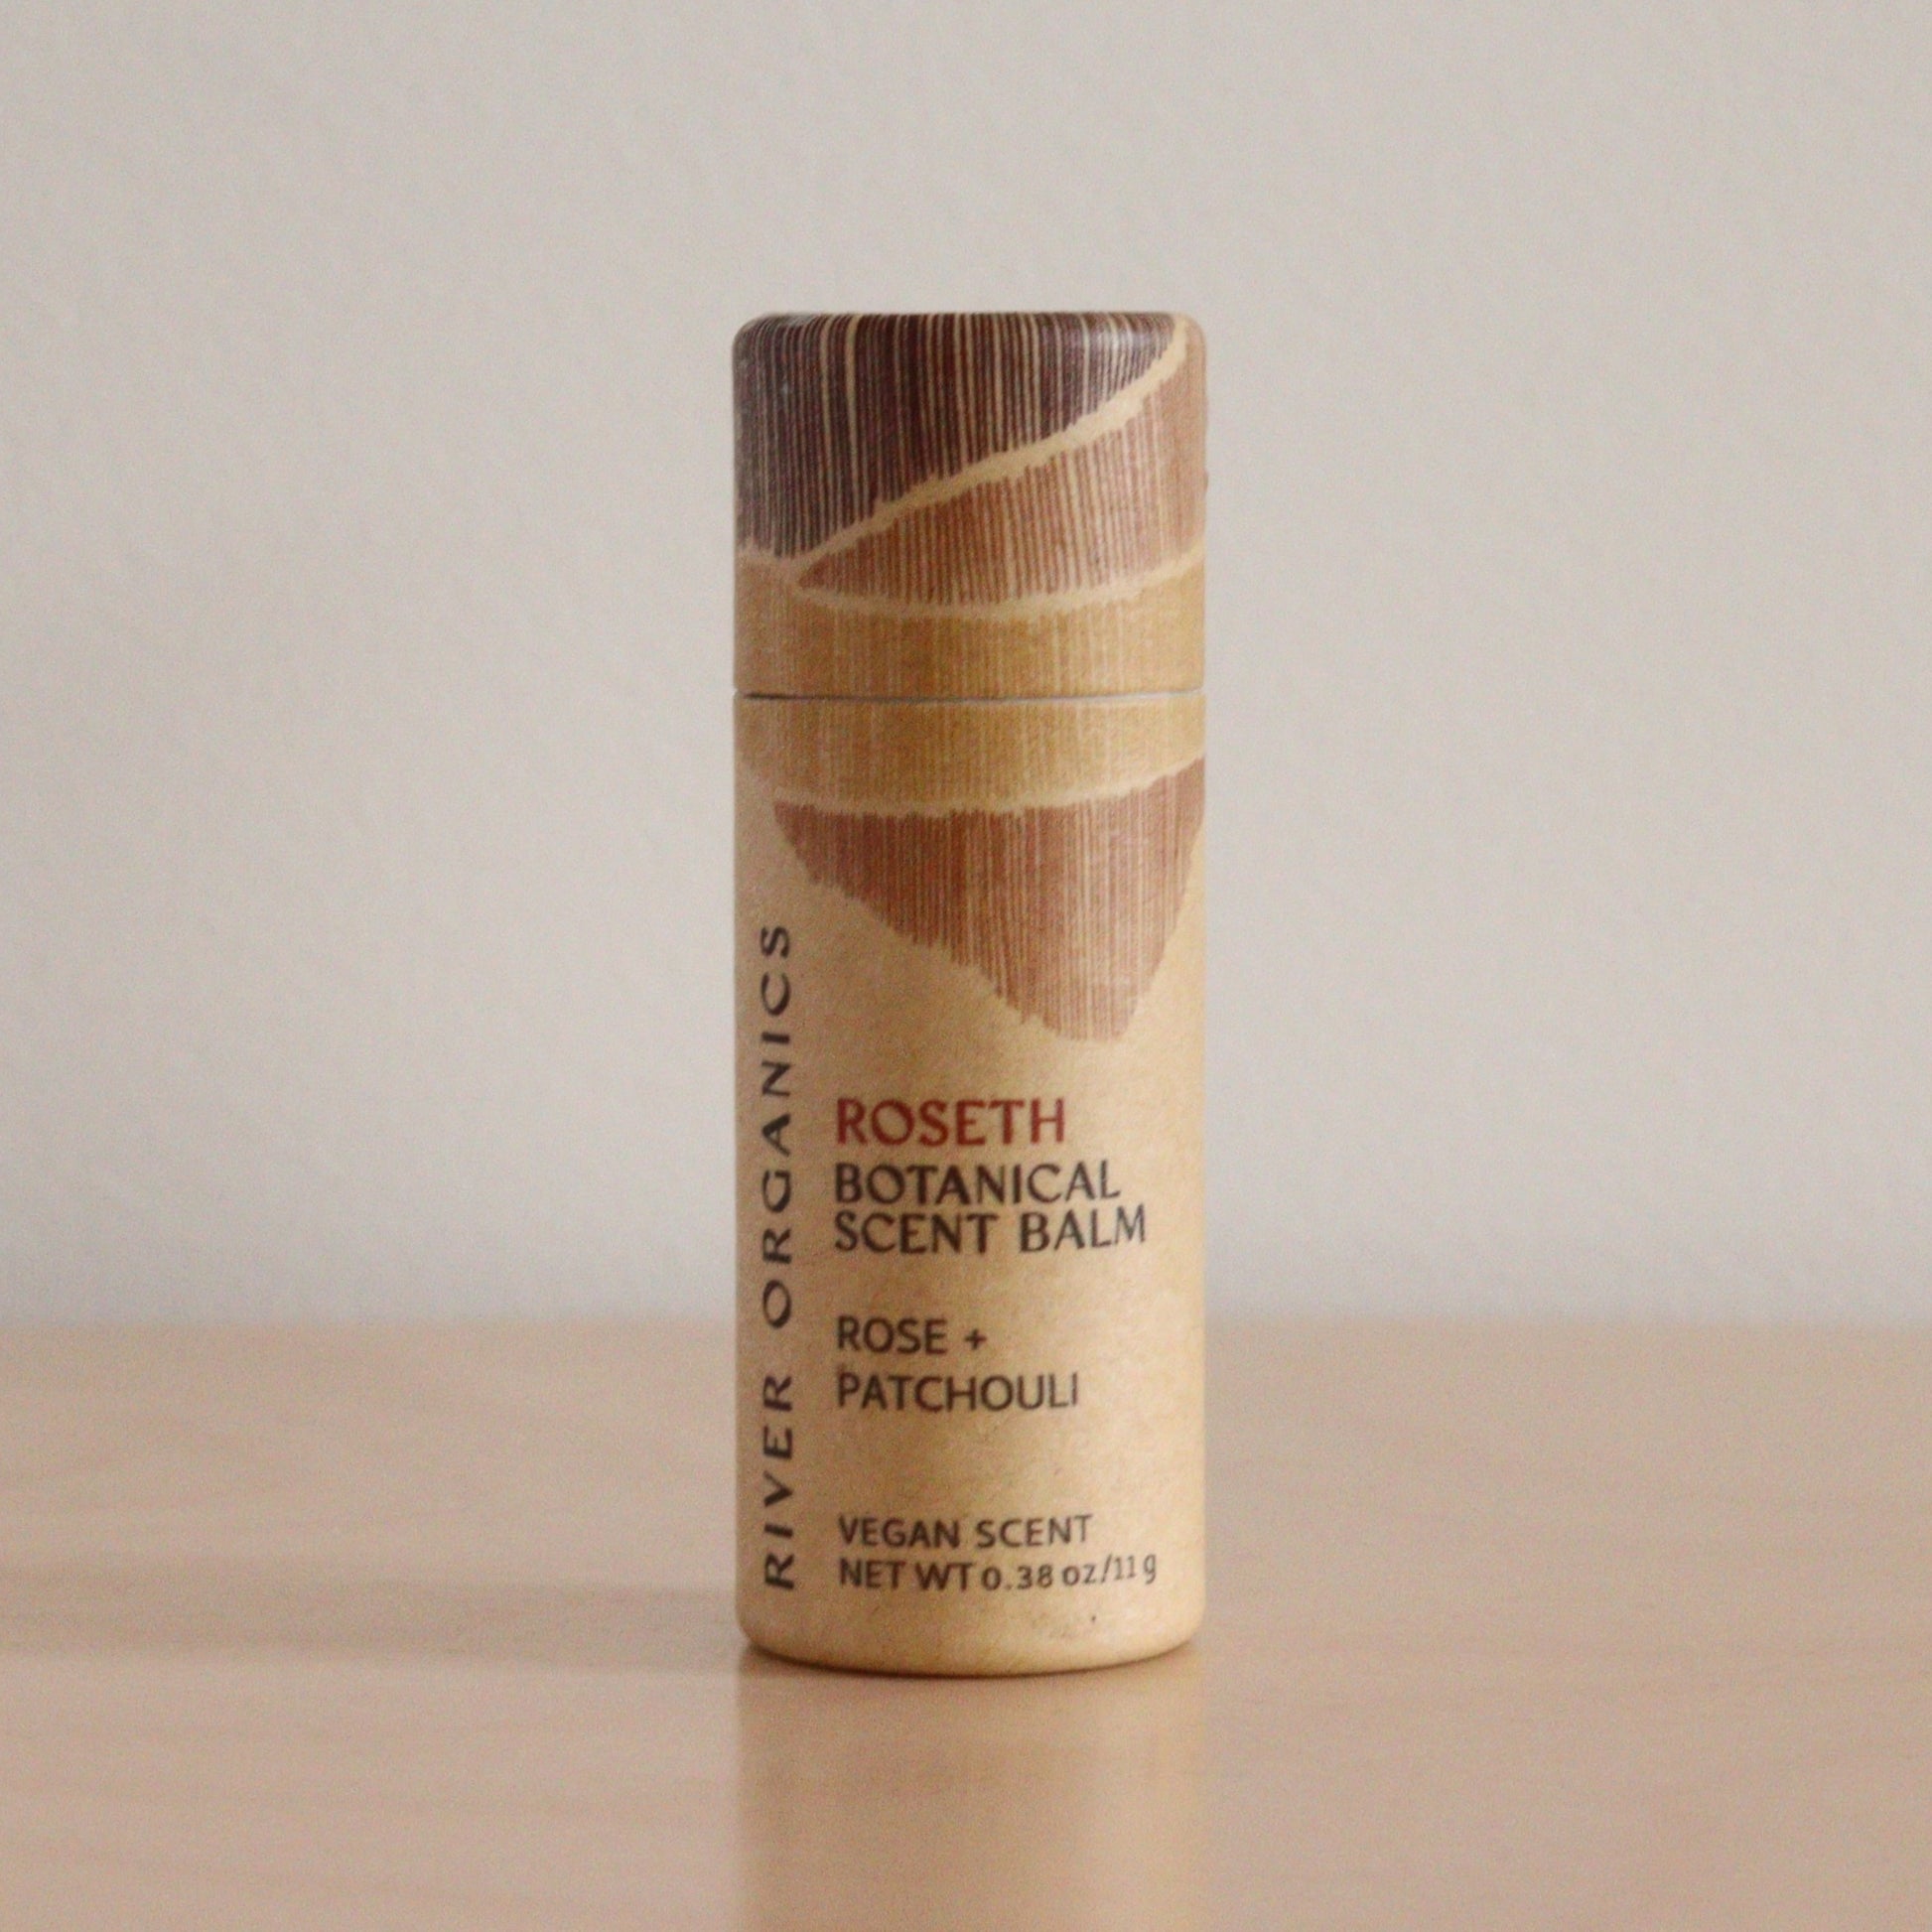 RIVER ORGANICS
ROSETH
BOTANICAL
SCENT BALM
ROSE +
PATCHOULI
VEGAN SCENT
NET WT 0.38 oz/11 g